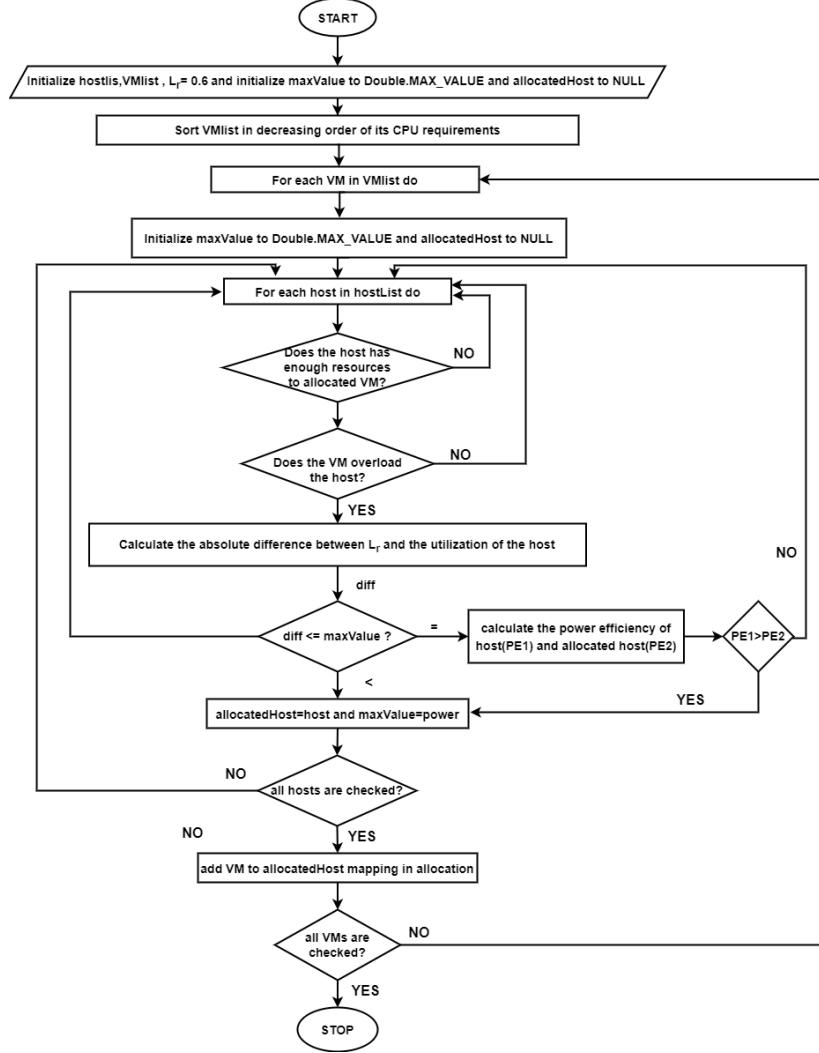 START
Initialize hostlis,VMlist , Lr= 0.6 and initialize maxValue to Double.MAX_VALUE and allocatedHost to NULL
Sort VMlist in decreasing order of its CPU requirements
For each VM in VMlist do
Initialize maxValue to Double.MAX_VALUE and allocatedHost to NULL
For each host in hostList do
Does the host has
enough resources
to allocated VM?
NO
Does the VM overload
the host?
NO
YES
Calculate the absolute difference between Lr and the utilization of the host
NO
diff
diff <= maxValue ?
=
calculate the power efficiency of
host(PE1) and allocated host(PE2)
PE1>PE2
<
YES
allocatedHost=host and maxValue=power
NO
all hosts are checked?
NO
YES
add VM to allocatedHost mapping in allocation
all VMs are
checked?
NO
YES
STOP